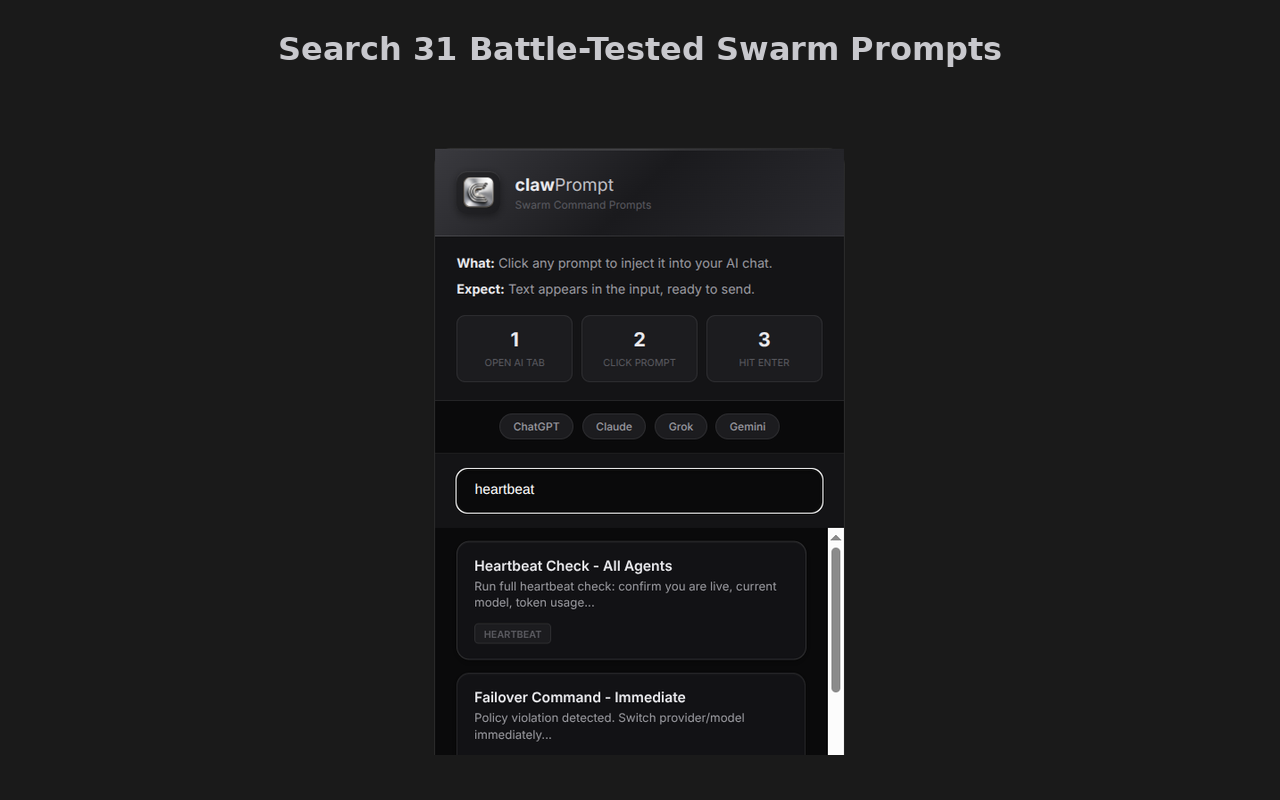 Search 31 Battle-Tested Swarm Prompts
clawPrompt
Swarm Command Prompts
What: Click any prompt to inject it into your AI chat.
Expect: Text appears in the input, ready to send.
1
OPEN AI TAB
2
CLICK PROMPT
3
HIT ENTER
ChatGPT
Claude
Grok
Gemini
heartbeat
Heartbeat Check - All Agents
Run full heartbeat check: confirm you are live, current
model, token usage...
HEARTBEAT
Failover Command - Immediate
Policy violation detected. Switch provider/model
immediately...